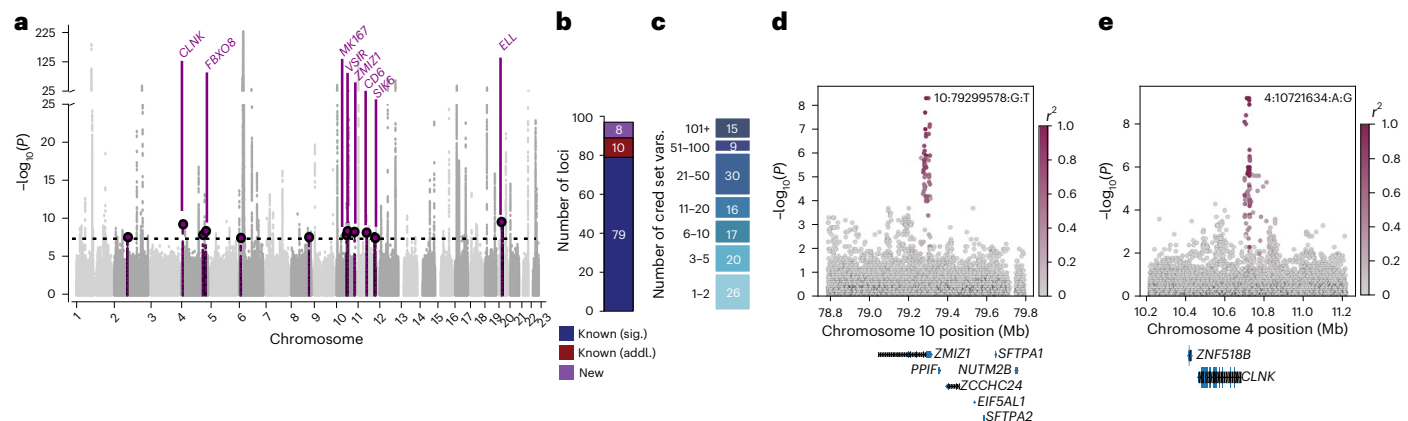 a
225
125
25
25
20
15
10
5
0
–log10(P)
CLNK
FBXO8
MK167
VSIR
ZMIZ1
CD6
SIK6
ELL
1 2 3 4 5 6 7 8 9 10 11 12 13 14 15 16 17 18 19 20 21 22 23
Chromosome
b
Number of loci
100
80
60
40
20
0
8
10
79
Known (sig.)
Known (addl.)
New
c
Number of cred set vars.
101+ 15
51–100 9
21–50 30
11–20 16
6–10 17
3–5 20
1–2 26
d
10:79299578:G:T
–log10(P)
8
7
6
5
4
3
2
1
0
r2
1.0
0.8
0.6
0.4
0.2
0
78.8 79.0 79.2 79.4 79.6 79.8
Chromosome 10 position (Mb)
ZMIZ1 SFTPA1
PPIF NUTM2B
ZCCHC24
EIF5AL1
SFTPA2
e
4:10721634:A:G
–log10(P)
8
6
4
2
0
r2
1.0
0.8
0.6
0.4
0.2
0
10.2 10.4 10.6 10.8 11.0 11.2
Chromosome 4 position (Mb)
ZNF518B
CLNK